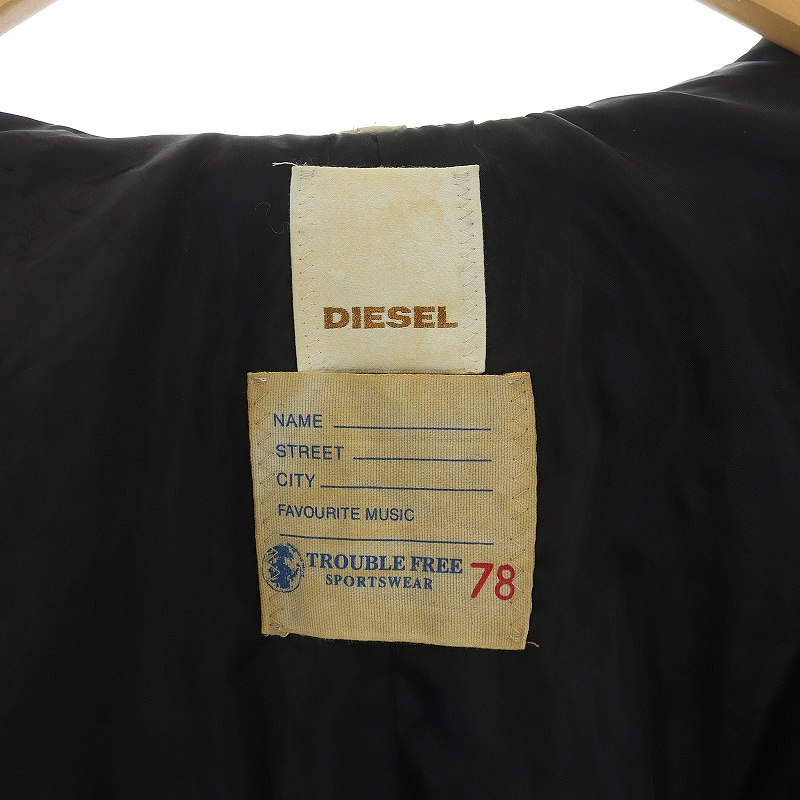 DIESEL
NAME
STREET
CITY
FAVOURITE MUSIC
TROUBLE FREE
SPORTSWEAR
78